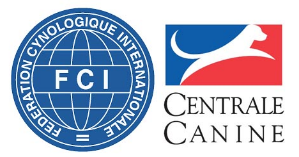 FEDERATION CYNOLOGIQUE INTERNATIONALE
FCI
CENTRALE
CANINE